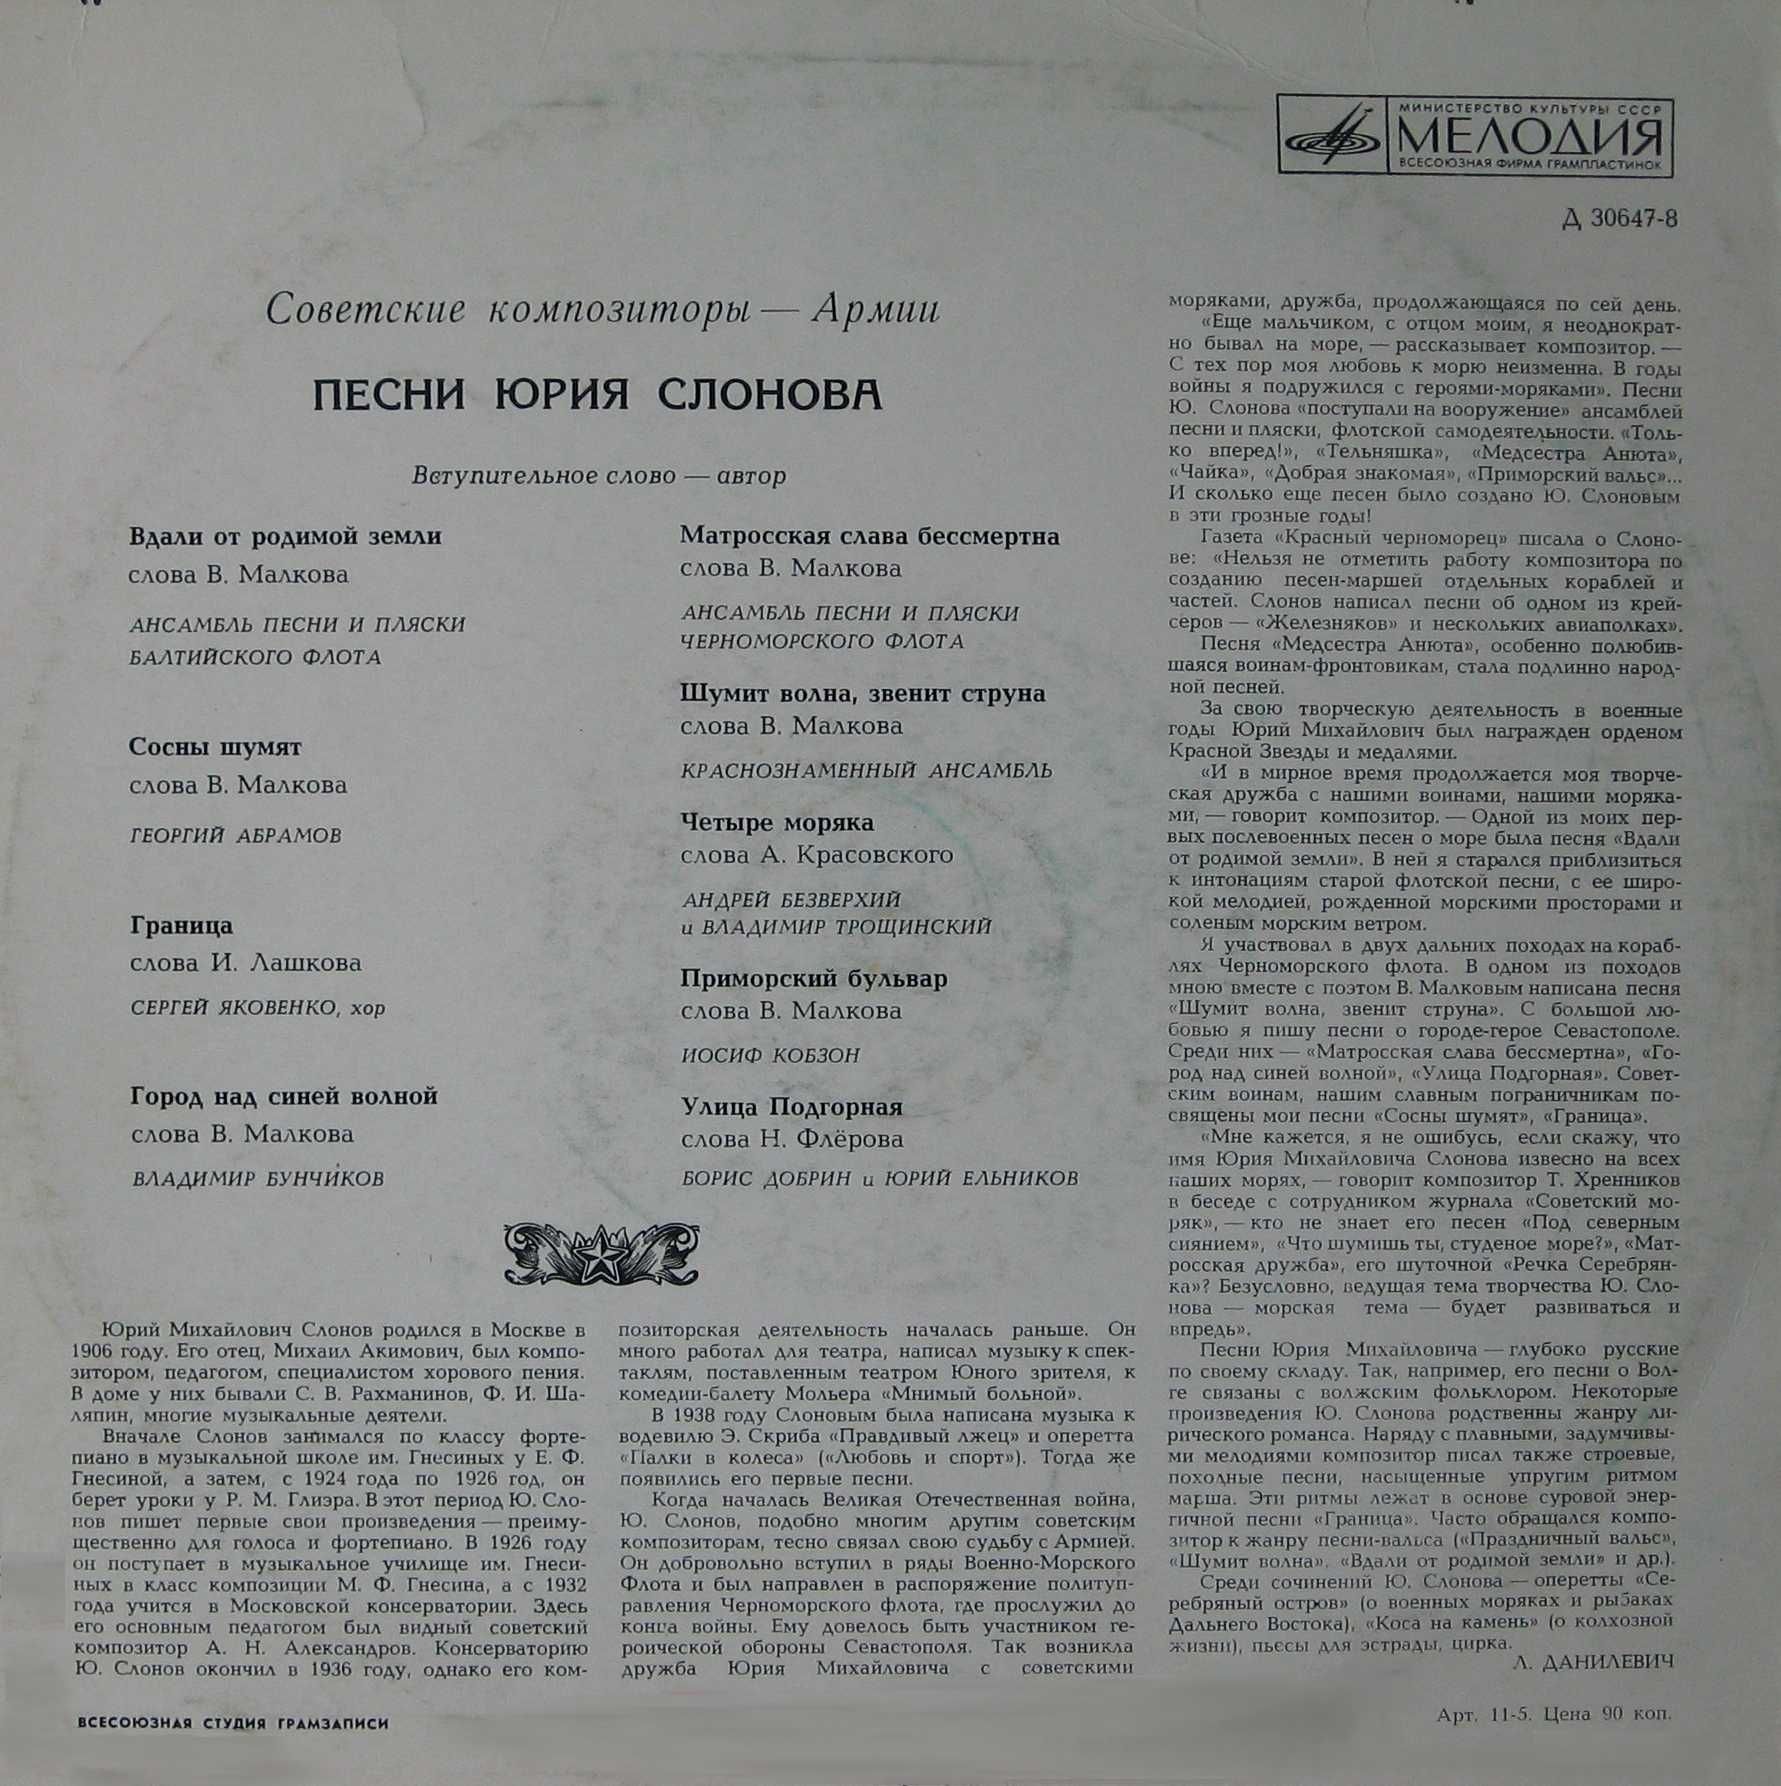 МИНИСТЕРСТВО КУЛЬТУРЫ СССР
МЕЛОДИЯ
ВСЕСОЮЗНАЯ ФИРМА ГРАМПЛАСТИНОК
Д 30647-8
Советские композиторы — Армии
ПЕСНИ ЮРИЯ СЛОНОВА
Вступительное слово — автор
Вдали от родимой земли
слова В. Малкова
АНСАМБЛЬ ПЕСНИ И ПЛЯСКИ
БАЛТИЙСКОГО ФЛОТА
Сосны шумят
слова В. Малкова
ГЕОРГИЙ АБРАМОВ
Граница
слова И. Лашкова
СЕРГЕЙ ЯКОВЕНКО, хор
Город над синей волной
слова В. Малкова
ВЛАДИМИР БУНЧИКОВ
Матросская слава бессмертна
слова В. Малкова
АНСАМБЛЬ ПЕСНИ И ПЛЯСКИ
ЧЕРНОМОРСКОГО ФЛОТА
Шумит волна, звенит струна
слова В. Малкова
КРАСНОЗНАМЕННЫЙ АНСАМБЛЬ
Четыре моряка
слова А. Красовского
АНДРЕЙ БЕЗВЕРХИЙ
и ВЛАДИМИР ТРОЩИНСКИЙ
Приморский бульвар
слова В. Малкова
ИОСИФ КОБЗОН
Улица Подгорная
слова Н. Флёрова
БОРИС ДОБРИН и ЮРИЙ ЕЛЬНИКОВ
Юрий Михайлович Слонов родился в Москве в
1906 году. Его отец, Михаил Акимович, был компо-
зитором, педагогом, специалистом хорового пения.
В доме у них бывали С. В. Рахманинов, Ф. И. Ша-
ляпин, многие музыкальные деятели.
Вначале Слонов занимался по классу форте-
пиано в музыкальной школе им. Гнесиных у Е. Ф.
Гнесиной, а затем, с 1924 года по 1926 год, он
берет уроки у Р. М. Глиэра. В этот период Ю. Сло-
нов пишет первые свои произведения — преиму-
щественно для голоса и фортепиано. В 1926 году
он поступает в музыкальное училище им. Гнеси-
ных в класс композиции М. Ф. Гнесина, а с 1932
года учится в Московской консерватории. Здесь
его основным педагогом был видный советский
композитор А. Н. Александров. Консерваторию
Ю. Слонов окончил в 1936 году, однако его ком-
позиторская деятельность началась раньше. Он
много работал для театра, написал музыку к спек-
таклям, поставленным театром Юного зрителя, к
комедии-балету Мольера «Мнимый больной».
В 1938 году Слоновым была написана музыка к
водевилю Э. Скриба «Правдивый лжец» и оперетта
«Палки в колеса» («Любовь и спорт»). Тогда же
появились его первые песни.
Когда началась Великая Отечественная война,
Ю. Слонов, подобно многим другим советским
композиторам, тесно связал свою судьбу с Армией.
Он добровольно вступил в ряды Военно-Морского
Флота и был направлен в распоряжение политуп-
равления Черноморского флота, где прослужил до
конца войны. Ему довелось быть участником ге-
роической обороны Севастополя. Так возникла
дружба Юрия Михайловича с советскими
моряками, дружба, продолжающаяся по сей день.
«Еще мальчиком, с отцом моим, я неоднократ-
но бывал на море, — рассказывает композитор. —
С тех пор моя любовь к морю неизменна. В годы
войны я подружился с героями-моряками». Песни
Ю. Слонова «поступали на вооружение» ансамблей
песни и пляски, флотской самодеятельности. «Толь-
ко вперед!», «Тельняшка», «Медсестра Анюта»,
«Чайка», «Добрая знакомая», «Приморский вальс»...
И сколько еще песен было создано Ю. Слоновым
в эти грозные годы!
Газета «Красный черноморец» писала о Слоно-
ве: «Нельзя не отметить работу композитора по
созданию песен-маршей отдельных кораблей и
частей. Слонов написал песни об одном из крей-
серов — «Железняков» и нескольких авиаполках».
Песня «Медсестра Анюта», особенно полюбив-
шаяся воинам-фронтовикам, стала подлинно народ-
ной песней.
За свою творческую деятельность в военные
годы Юрий Михайлович был награжден орденом
Красной Звезды и медалями.
«И в мирное время продолжается моя творче-
ская дружба с нашими воинами, нашими моряка-
ми, — говорит композитор. — Одной из моих пер-
вых послевоенных песен о море была песня «Вдали
от родимой земли». В ней я старался приблизиться
к интонациям старой флотской песни, с ее широ-
кой мелодией, рожденной морскими просторами и
соленым морским ветром.
Я участвовал в двух дальних походах на кораб-
лях Черноморского флота. В одном из походов
мною вместе с поэтом В. Малковым написана песня
«Шумит волна, звенит струна». С большой лю-
бовью я пишу песни о городе-герое Севастополе.
Среди них — «Матросская слава бессмертна», «Го-
род над синей волной», «Улица Подгорная». Совет-
ским воинам, нашим славным пограничникам по-
священы мои песни «Сосны шумят», «Граница».
«Мне кажется, я не ошибусь, если скажу, что
имя Юрия Михайловича Слонова извесно на всех
наших морях, — говорит композитор Т. Хренников
в беседе с сотрудником журнала «Советский мо-
ряк», — кто не знает его песен «Под северным
сиянием», «Что шумишь ты, студеное море?», «Мат-
росская дружба», его шуточной «Речка Серебрян-
ка»? Безусловно, ведущая тема творчества Ю. Сло-
нова — морская тема — будет развиваться и
впредь».
Песни Юрия Михайловича — глубоко русские
по своему складу. Так, например, его песни о Вол-
ге связаны с волжским фольклором. Некоторые
произведения Ю. Слонова родственны жанру ли-
рического романса. Наряду с плавными, задумчивы-
ми мелодиями композитор писал также строевые,
походные песни, насыщенные упругим ритмом
марша. Эти ритмы лежат в основе суровой энер-
гичной песни «Граница». Часто обращался компо-
зитор к жанру песни-вальса («Праздничный вальс»,
«Шумит волна», «Вдали от родимой земли» и др.).
Среди сочинений Ю. Слонова — оперетты «Се-
ребряный остров» (о военных моряках и рыбаках
Дальнего Востока), «Коса на камень» (о колхозной
жизни), пьесы для эстрады, цирка.
Л. ДАНИЛЕВИЧ
ВСЕСОЮЗНАЯ СТУДИЯ ГРАМЗАПИСИ
Арт. 11-5. Цена 90 коп.